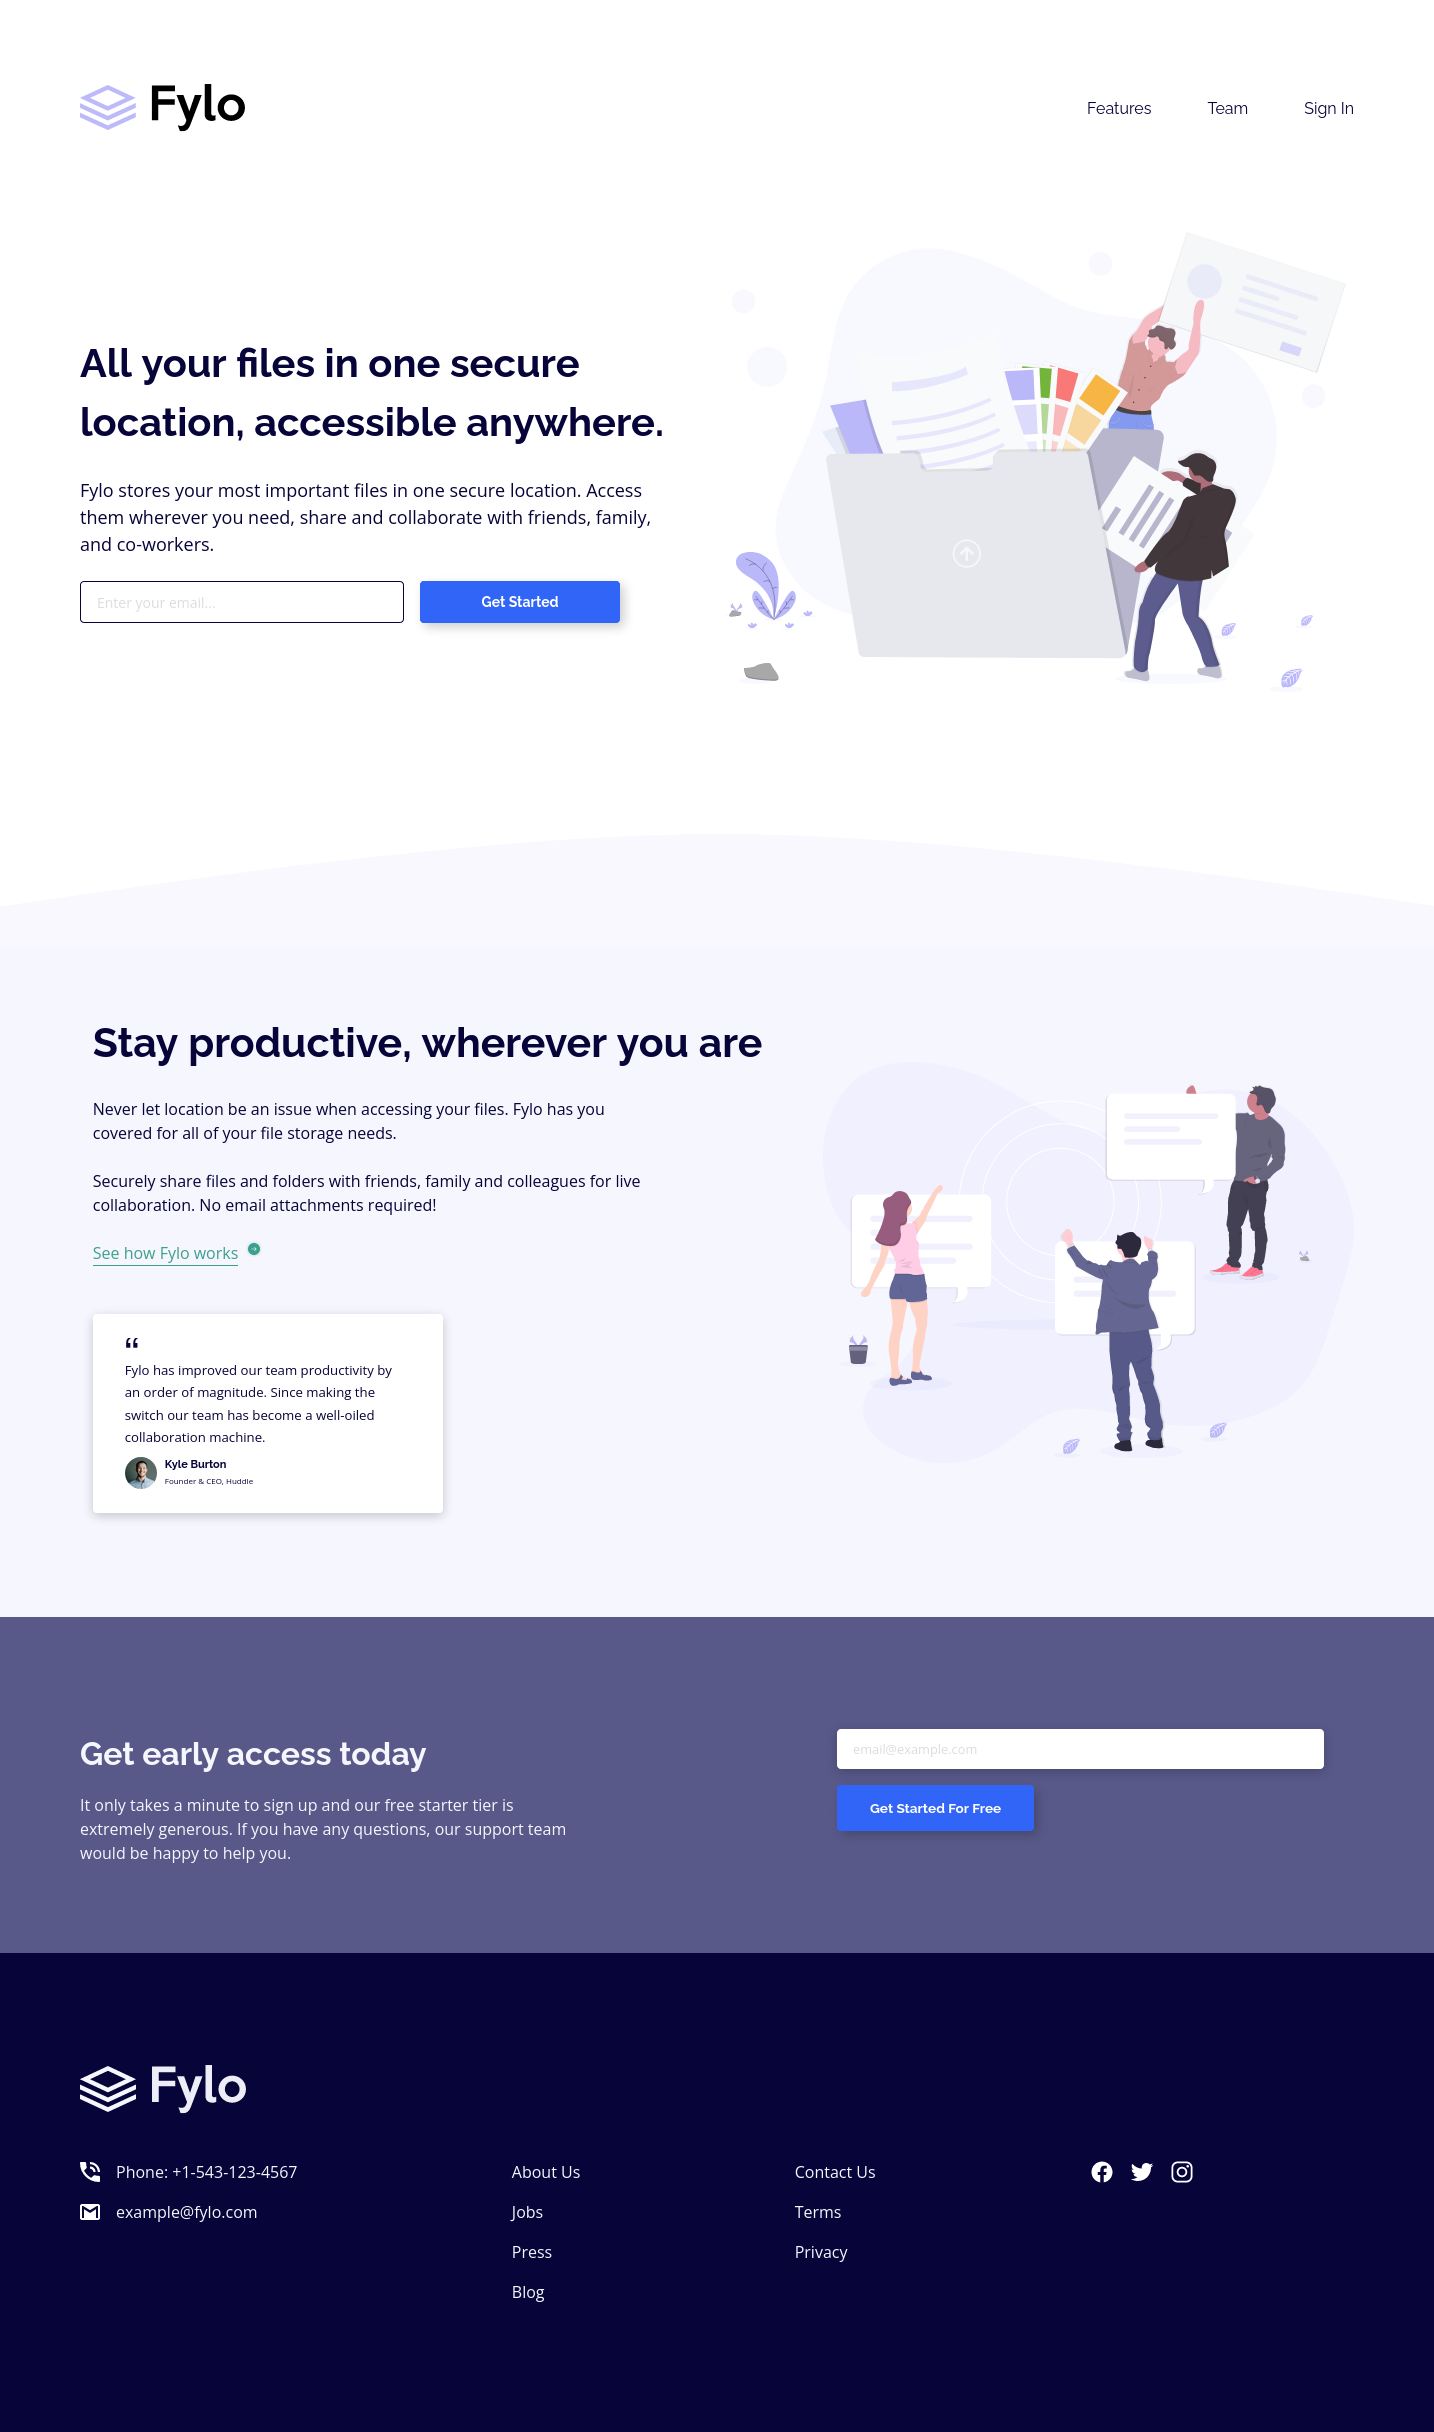 Fylo
Features
Team
Sign In
All your files in one secure
location, accessible anywhere.
Fylo stores your most important files in one secure location. Access
them wherever you need, share and collaborate with friends, family,
and co-workers.
Enter your email...
Get Started
Stay productive, wherever you are
Never let location be an issue when accessing your files. Fylo has you
covered for all of your file storage needs.
Securely share files and folders with friends, family and colleagues for live
collaboration. No email attachments required!
See how Fylo works
“
Fylo has improved our team productivity by
an order of magnitude. Since making the
switch our team has become a well-oiled
collaboration machine.
Kyle Burton
Founder & CEO, Huddle
Get early access today
It only takes a minute to sign up and our free starter tier is
extremely generous. If you have any questions, our support team
would be happy to help you.
email@example.com
Get Started For Free
Fylo
Phone: +1-543-123-4567
example@fylo.com
About Us
Jobs
Press
Blog
Contact Us
Terms
Privacy